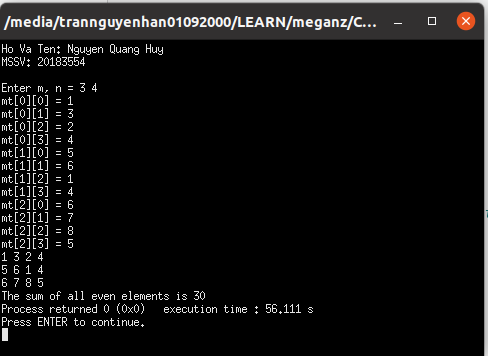 /media/trannguyenhan01092000/LEARN/meganz/C...
Ho Va Ten: Nguyen Quang Huy
MSSV: 20183554
Enter m, n = 3 4
mt[0][0] = 1
mt[0][1] = 3
mt[0][2] = 2
mt[0][3] = 4
mt[1][0] = 5
mt[1][1] = 6
mt[1][2] = 1
mt[1][3] = 4
mt[2][0] = 6
mt[2][1] = 7
mt[2][2] = 8
mt[2][3] = 5
1 3 2 4
5 6 1 4
6 7 8 5
The sum of all even elements is 30
Process returned 0 (0x0)   execution time : 56.111 s
Press ENTER to continue.